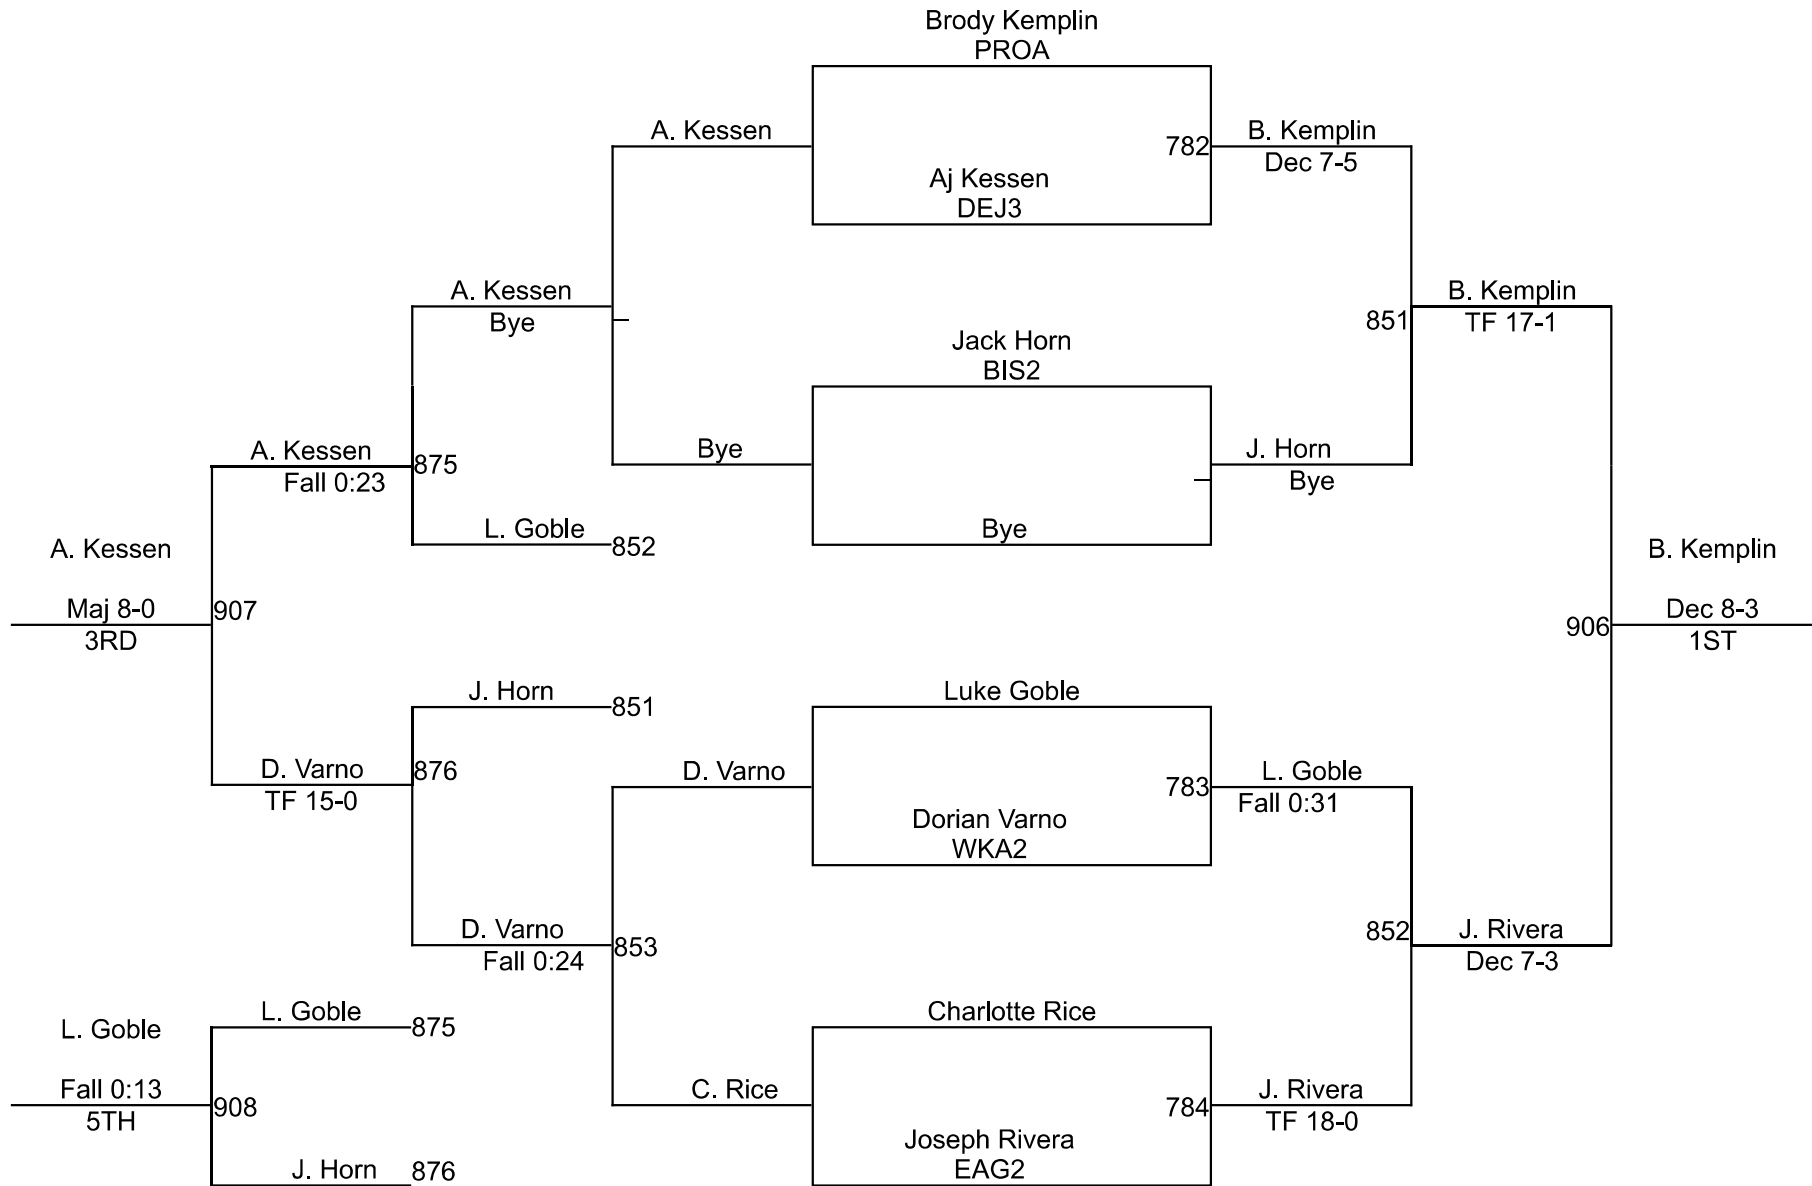 Brody Kemplin
PROA
A. Kessen
782
B. Kemplin
Dec 7-5
Aj Kessen
DEJ3
A. Kessen
Bye
B. Kemplin
TF 17-1
851
Jack Horn
BIS2
A. Kessen
Fall 0:23
875
Bye
J. Horn
Bye
L. Goble
852
Bye
A. Kessen
Maj 8-0
3RD
907
B. Kemplin
906
Dec 8-3
1ST
J. Horn
851
Luke Goble
D. Varno
TF 15-0
876
D. Varno
783
L. Goble
Fall 0:31
Dorian Varno
WKA2
D. Varno
Fall 0:24
853
852
J. Rivera
Dec 7-3
L. Goble
875
Charlotte Rice
L. Goble
Fall 0:13
5TH
908
C. Rice
784
J. Rivera
TF 18-0
J. Horn
876
Joseph Rivera
EAG2